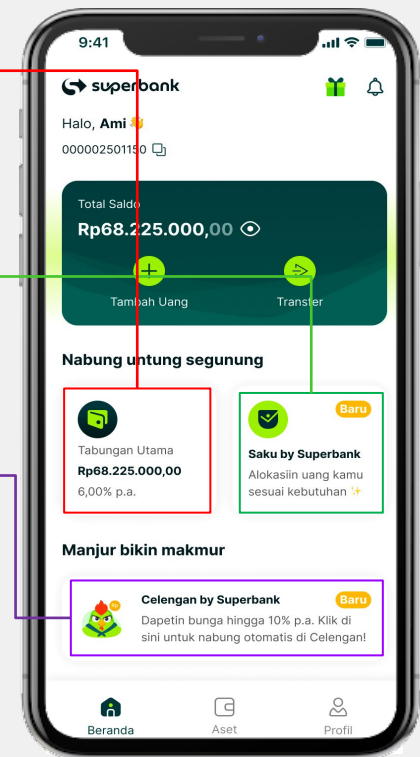 9:41
superbank
Halo, Ami
000002501150
Total Saldo
Rp68.225.000,00
Tambah Uang
Transfer
Nabung untung segunung
Tabungan Utama
Rp68.225.000,00
6,00% p.a.
Baru
Saku by Superbank
Alokasiin uang kamu
sesuai kebutuhan
Manjur bikin makmur
Celengan by Superbank
Baru
Dapetin bunga hingga 10% p.a. Klik di
sini untuk nabung otomatis di Celengan!
Beranda
Aset
Profil